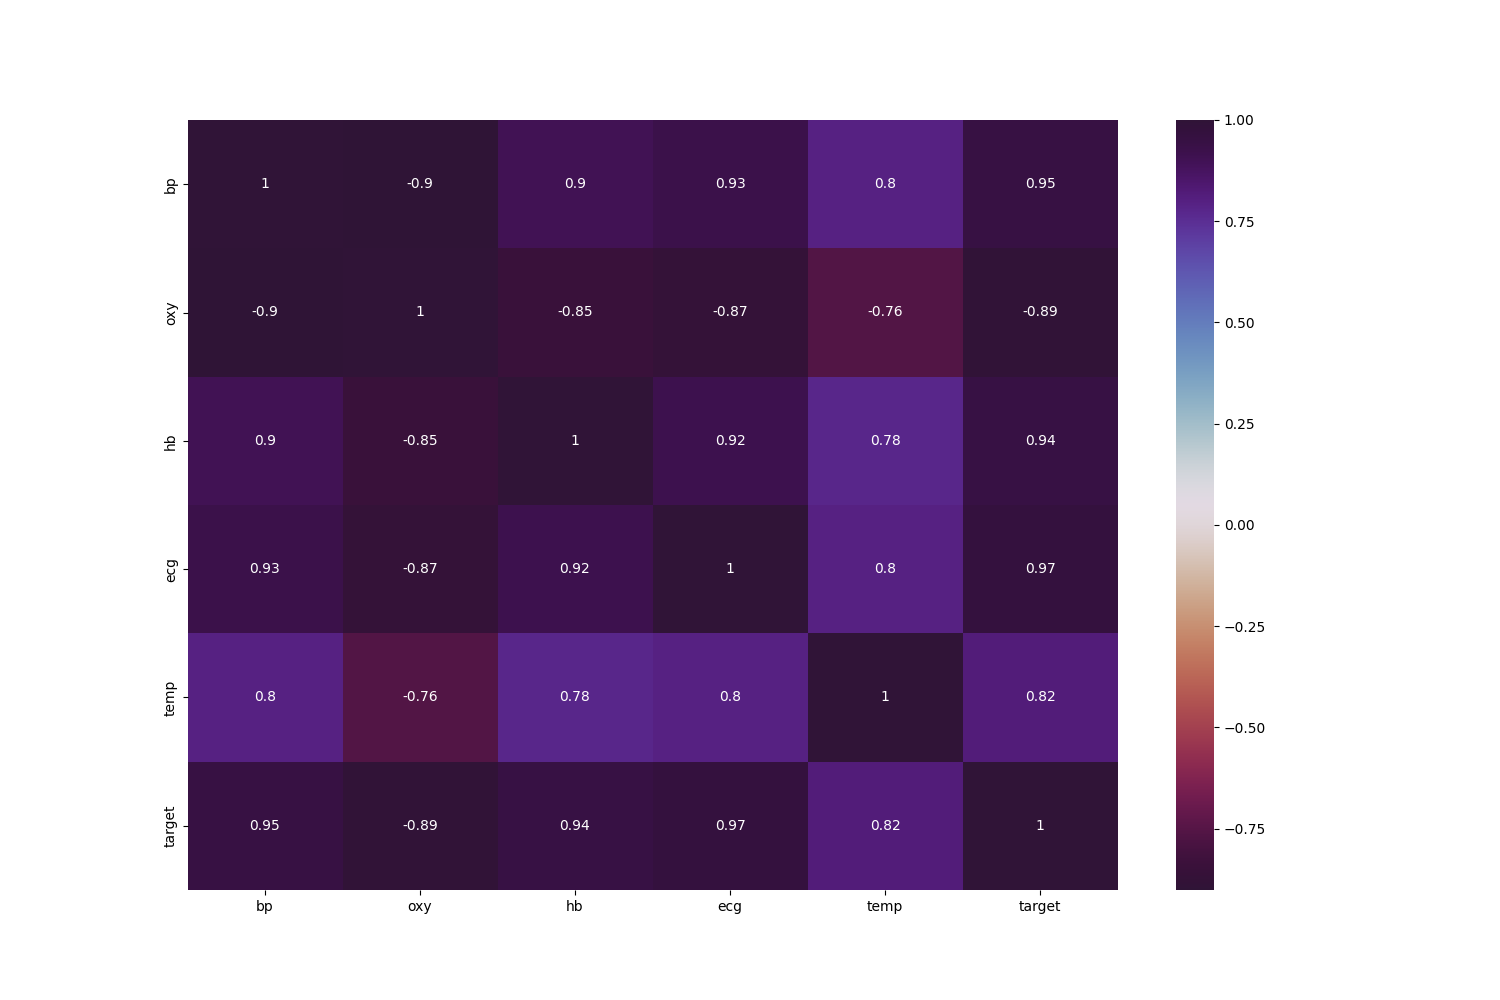 bp 1 -0.9 0.9 0.93 0.8 0.95
oxy -0.9 1 -0.85 -0.87 -0.76 -0.89
hb 0.9 -0.85 1 0.92 0.78 0.94
ecg 0.93 -0.87 0.92 1 0.8 0.97
temp 0.8 -0.76 0.78 0.8 1 0.82
target 0.95 -0.89 0.94 0.97 0.82 1
bp oxy hb ecg temp target
1.00
0.75
0.50
0.25
0.00
−0.25
−0.50
−0.75